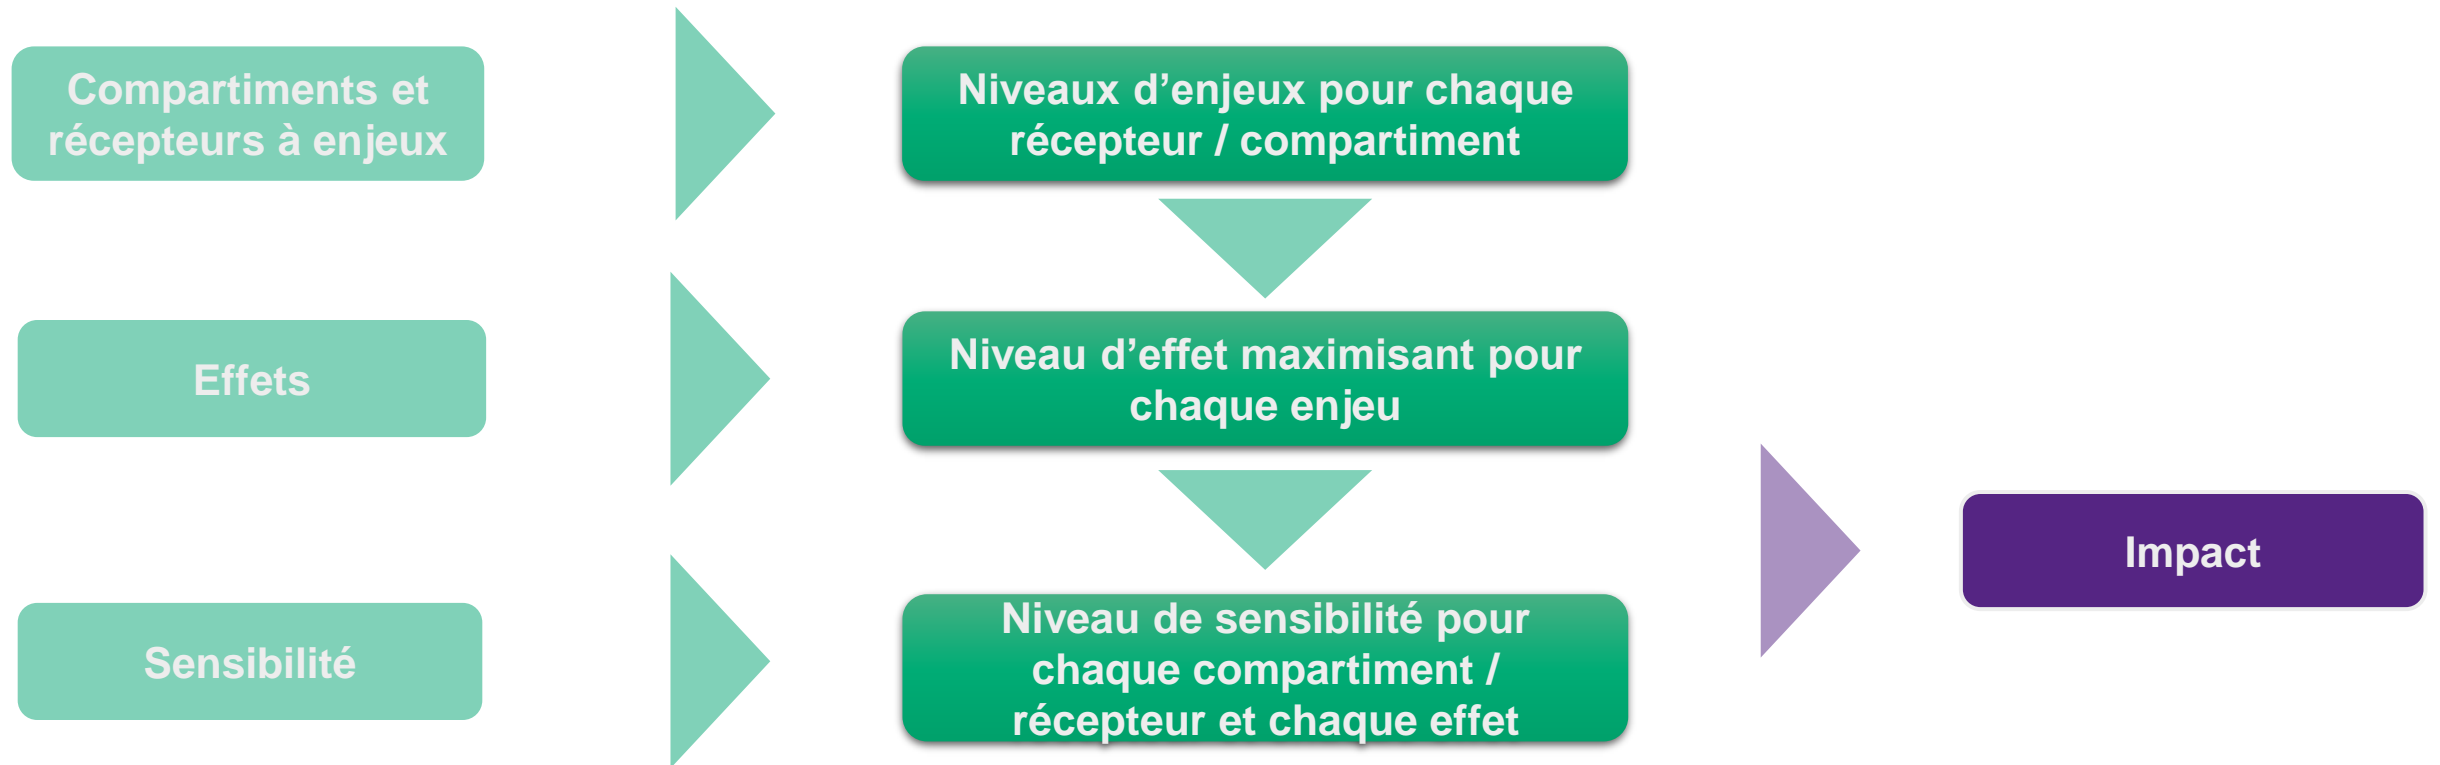 Compartiments et
récepteurs à enjeux
Niveaux d’enjeux pour chaque
récepteur / compartiment
Effets
Niveau d’effet maximisant pour
chaque enjeu
Sensibilité
Niveau de sensibilité pour
chaque compartiment /
récepteur et chaque effet
Impact